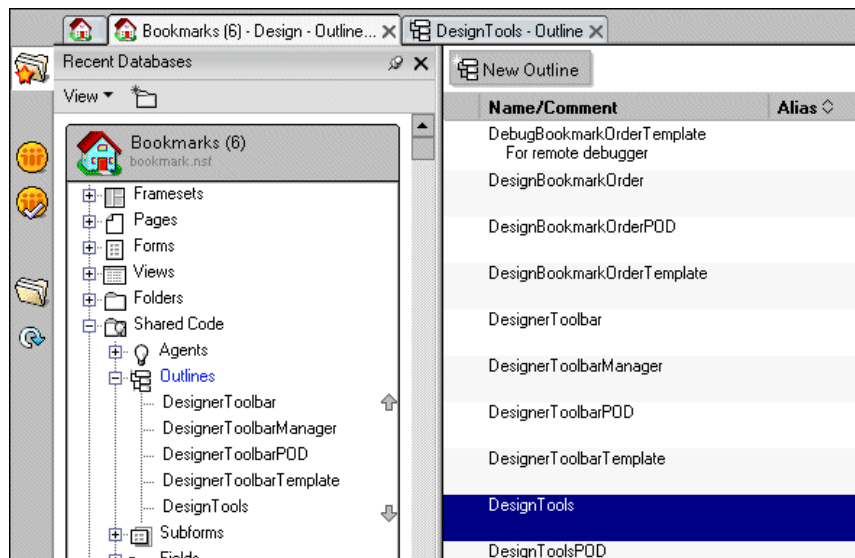 Bookmarks (6) - Design - Outline...
DesignTools - Outline
Recent Databases
View
Bookmarks (6)
bookmark.nsf
Framesets
Pages
Forms
Views
Folders
Shared Code
Agents
Outlines
DesignerToolbar
DesignerToolbarManager
DesignerToolbarPOD
DesignerToolbarTemplate
DesignTools
Subforms
Fields
New Outline
Name/Comment Alias
DebugBookmarkOrderTemplate
For remote debugger
DesignBookmarkOrder
DesignBookmarkOrderPOD
DesignBookmarkOrderTemplate
DesignerToolbar
DesignerToolbarManager
DesignerToolbarPOD
DesignerToolbarTemplate
DesignTools
DesignToolsPOD